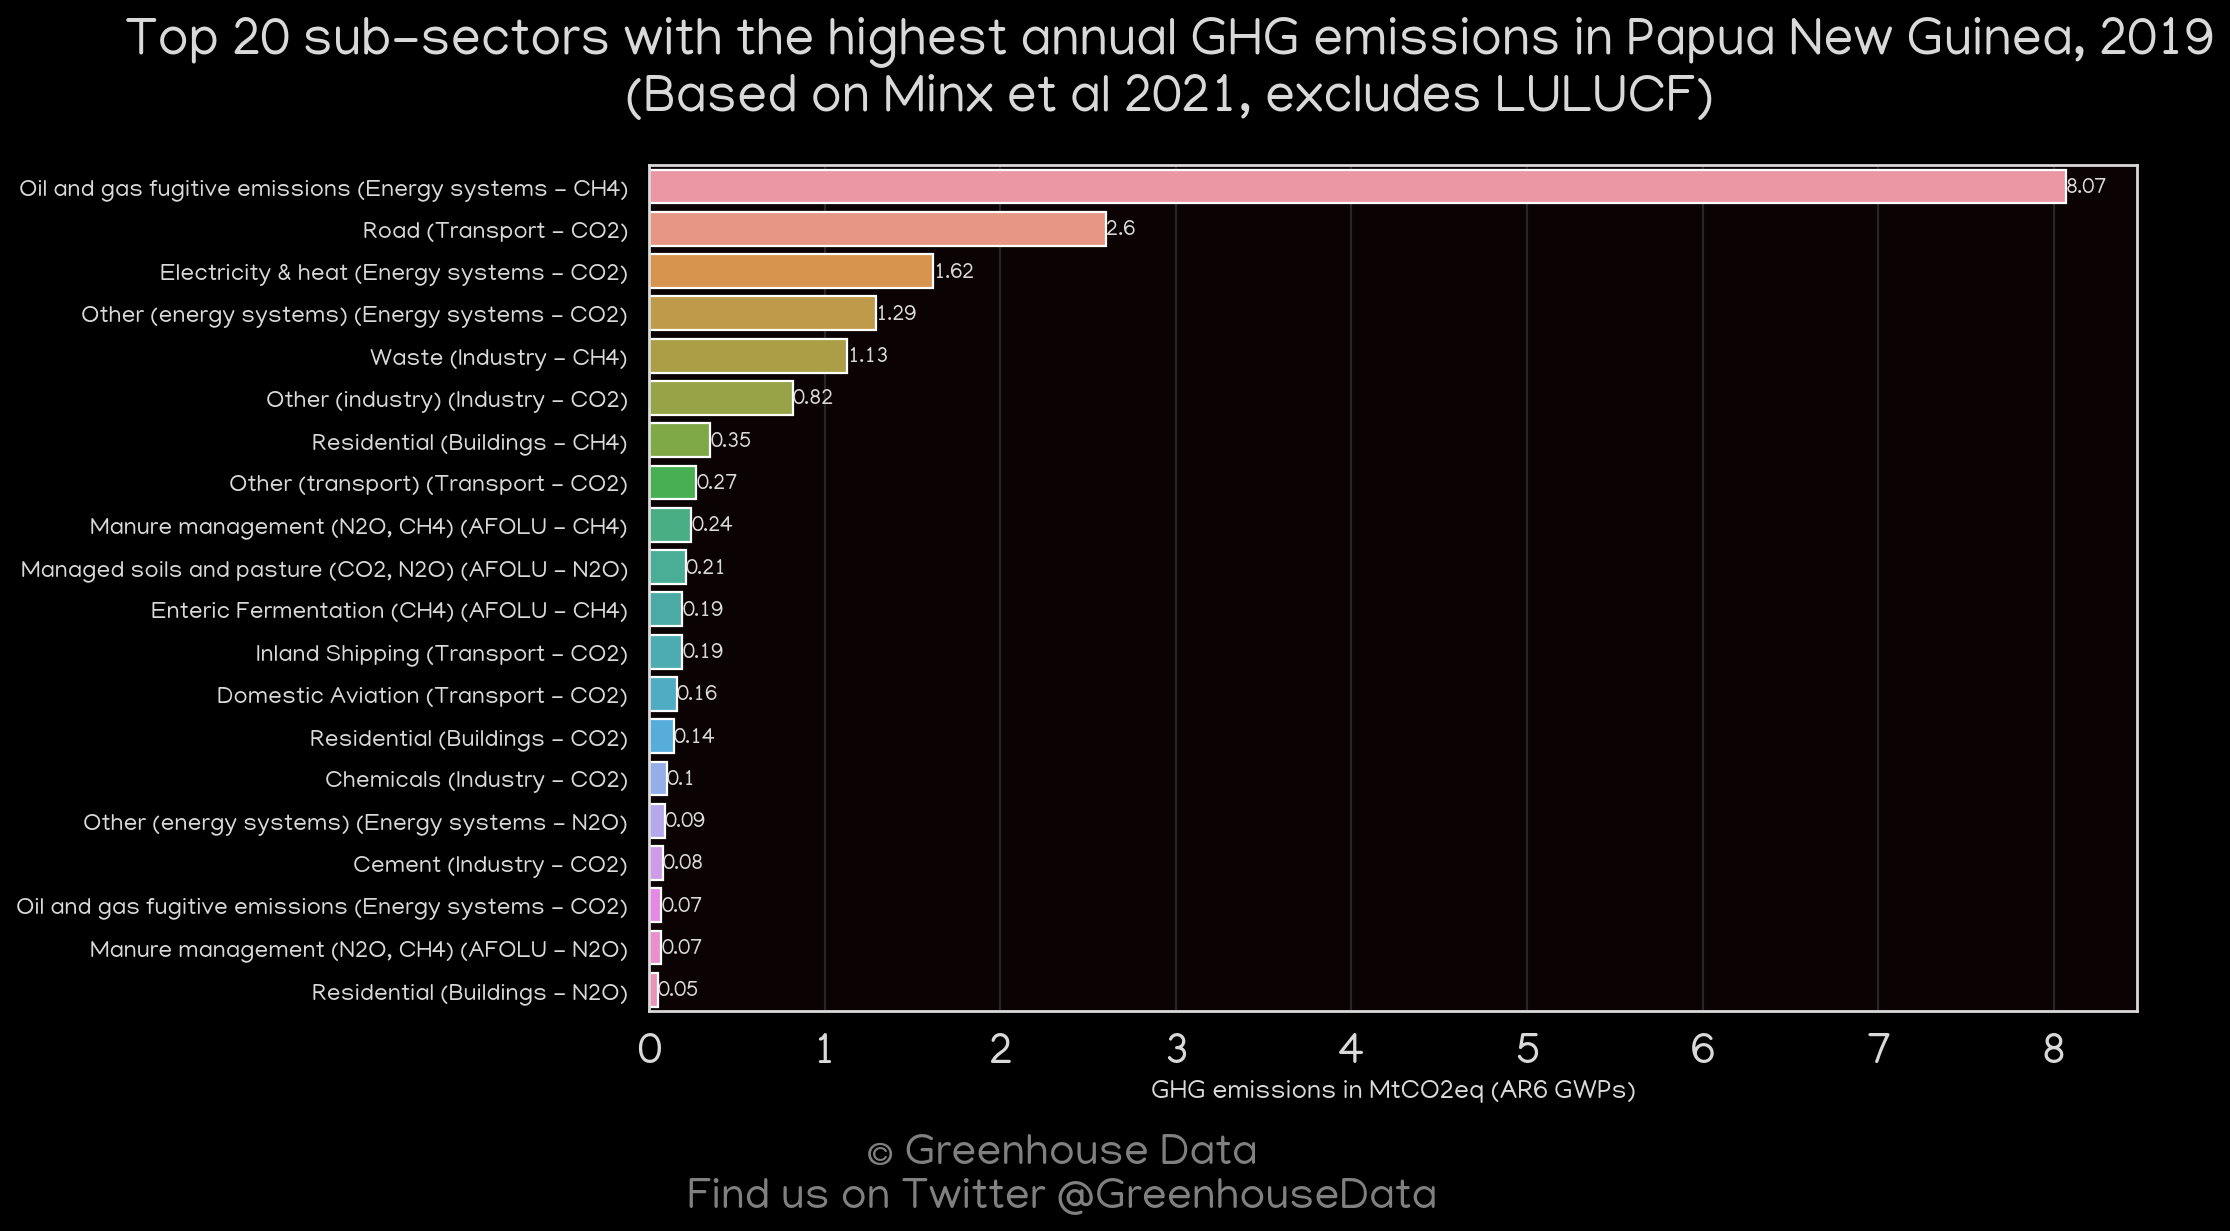 Top 20 sub-sectors with the highest annual GHG emissions in Papua New Guinea, 2019
(Based on Minx et al 2021, excludes LULUCF)
Oil and gas fugitive emissions (Energy systems - CH4) 8.07
Road (Transport - CO2) 2.6
Electricity & heat (Energy systems - CO2) 1.62
Other (energy systems) (Energy systems - CO2) 1.29
Waste (Industry - CH4) 1.13
Other (industry) (Industry - CO2) 0.82
Residential (Buildings - CH4) 0.35
Other (transport) (Transport - CO2) 0.27
Manure management (N2O, CH4) (AFOLU - CH4) 0.24
Managed soils and pasture (CO2, N2O) (AFOLU - N2O) 0.21
Enteric Fermentation (CH4) (AFOLU - CH4) 0.19
Inland Shipping (Transport - CO2) 0.19
Domestic Aviation (Transport - CO2) 0.16
Residential (Buildings - CO2) 0.14
Chemicals (Industry - CO2) 0.1
Other (energy systems) (Energy systems - N2O) 0.09
Cement (Industry - CO2) 0.08
Oil and gas fugitive emissions (Energy systems - CO2) 0.07
Manure management (N2O, CH4) (AFOLU - N2O) 0.07
Residential (Buildings - N2O) 0.05
0 1 2 3 4 5 6 7 8
GHG emissions in MtCO2eq (AR6 GWPs)
© Greenhouse Data
Find us on Twitter @GreenhouseData